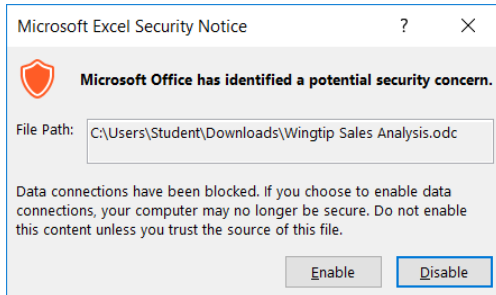 Microsoft Excel Security Notice ?
Microsoft Office has identified a potential security concern.
File Path: C:\Users\Student\Downloads\Wingtip Sales Analysis.odc
Data connections have been blocked. If you choose to enable data
connections, your computer may no longer be secure. Do not enable
this content unless you trust the source of this file.
Enable Disable